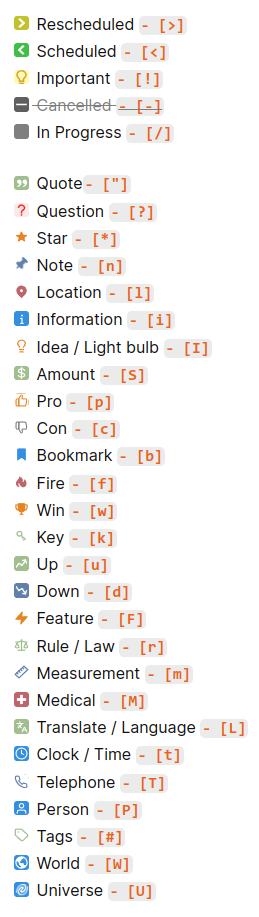 Rescheduled - [>]
Scheduled - [<]
Important - [!]
Cancelled - [-]
In Progress - [/]
Quote - ["]
Question - [?]
Star - [*]
Note - [n]
Location - [l]
Information - [i]
Idea / Light bulb - [I]
Amount - [S]
Pro - [p]
Con - [c]
Bookmark - [b]
Fire - [f]
Win - [w]
Key - [k]
Up - [u]
Down - [d]
Feature - [F]
Rule / Law - [r]
Measurement - [m]
Medical - [M]
Translate / Language - [L]
Clock / Time - [t]
Telephone - [T]
Person - [P]
Tags - [#]
World - [W]
Universe - [U]